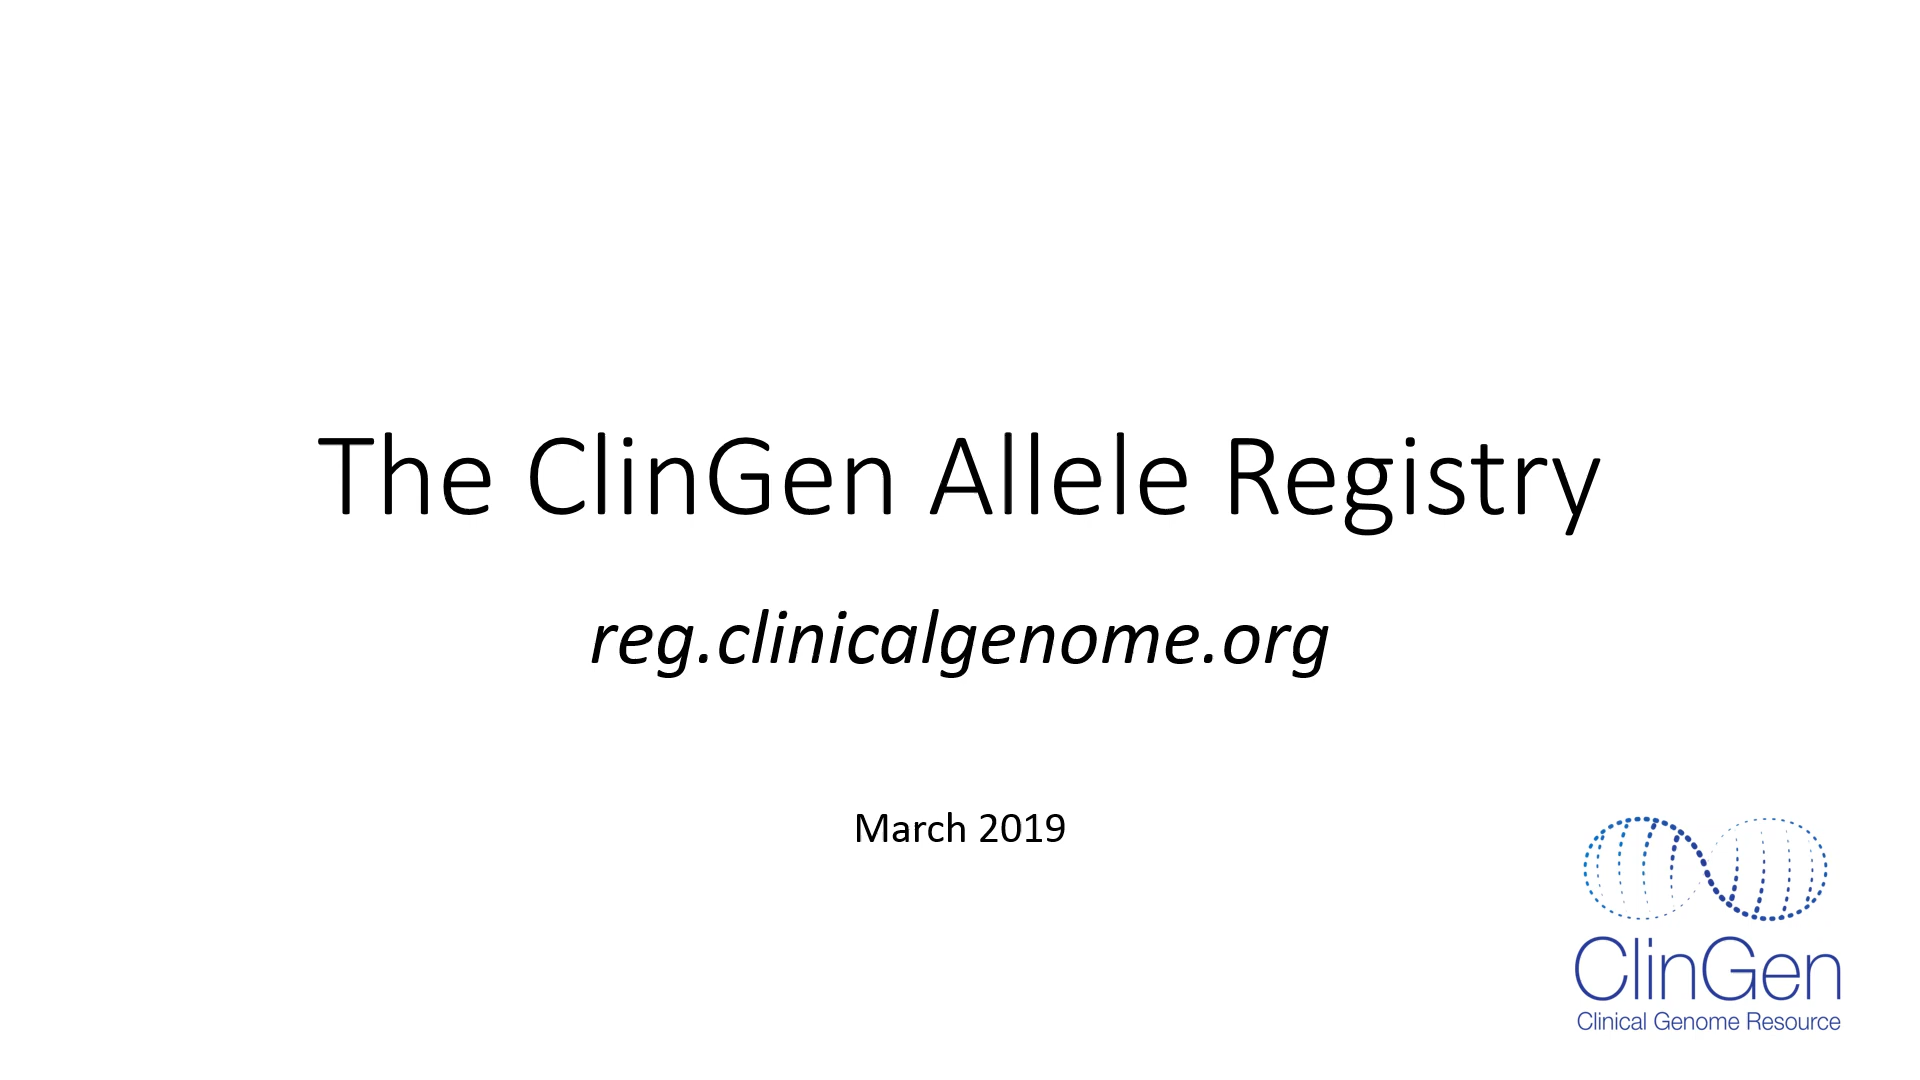 The ClinGen Allele Registry
reg.clinicalgenome.org
March 2019
ClinGen
Clinical Genome Resource